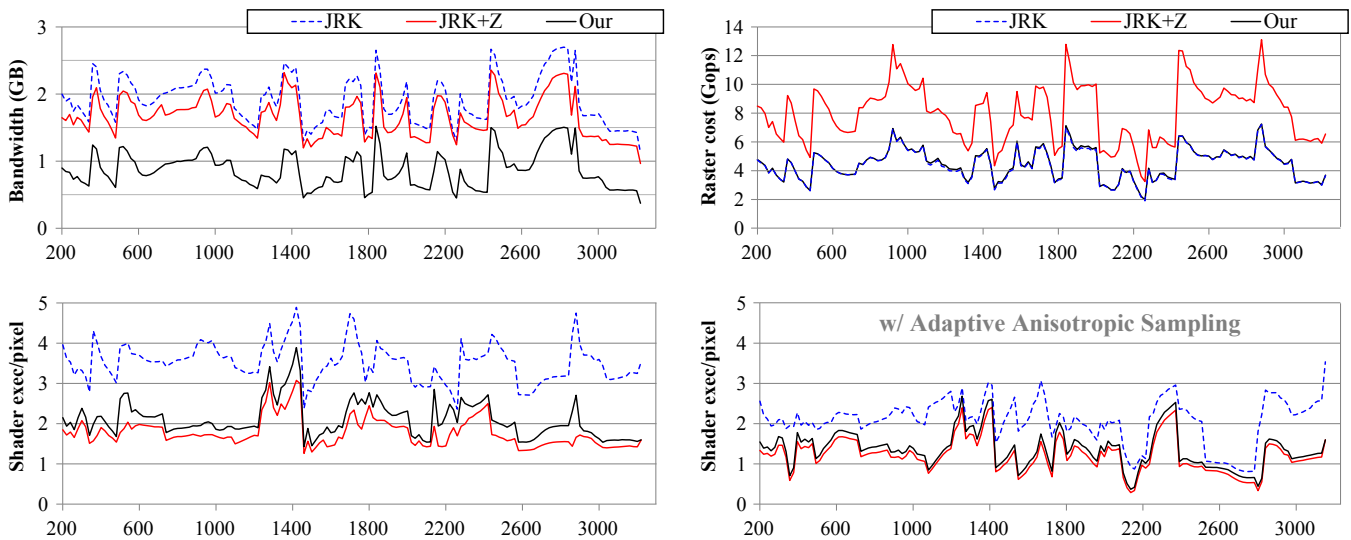 JRK JRK+Z Our
Bandwidth (GB)
3
2
1
0
200 600 1000 1400 1800 2200 2600 3000
JRK JRK+Z Our
Raster cost (Gops)
14
12
10
8
6
4
2
0
200 600 1000 1400 1800 2200 2600 3000
Shader exec/pixel
5
4
3
2
1
0
200 600 1000 1400 1800 2200 2600 3000
w/ Adaptive Anisotropic Sampling
Shader exec/pixel
5
4
3
2
1
0
200 600 1000 1400 1800 2200 2600 3000